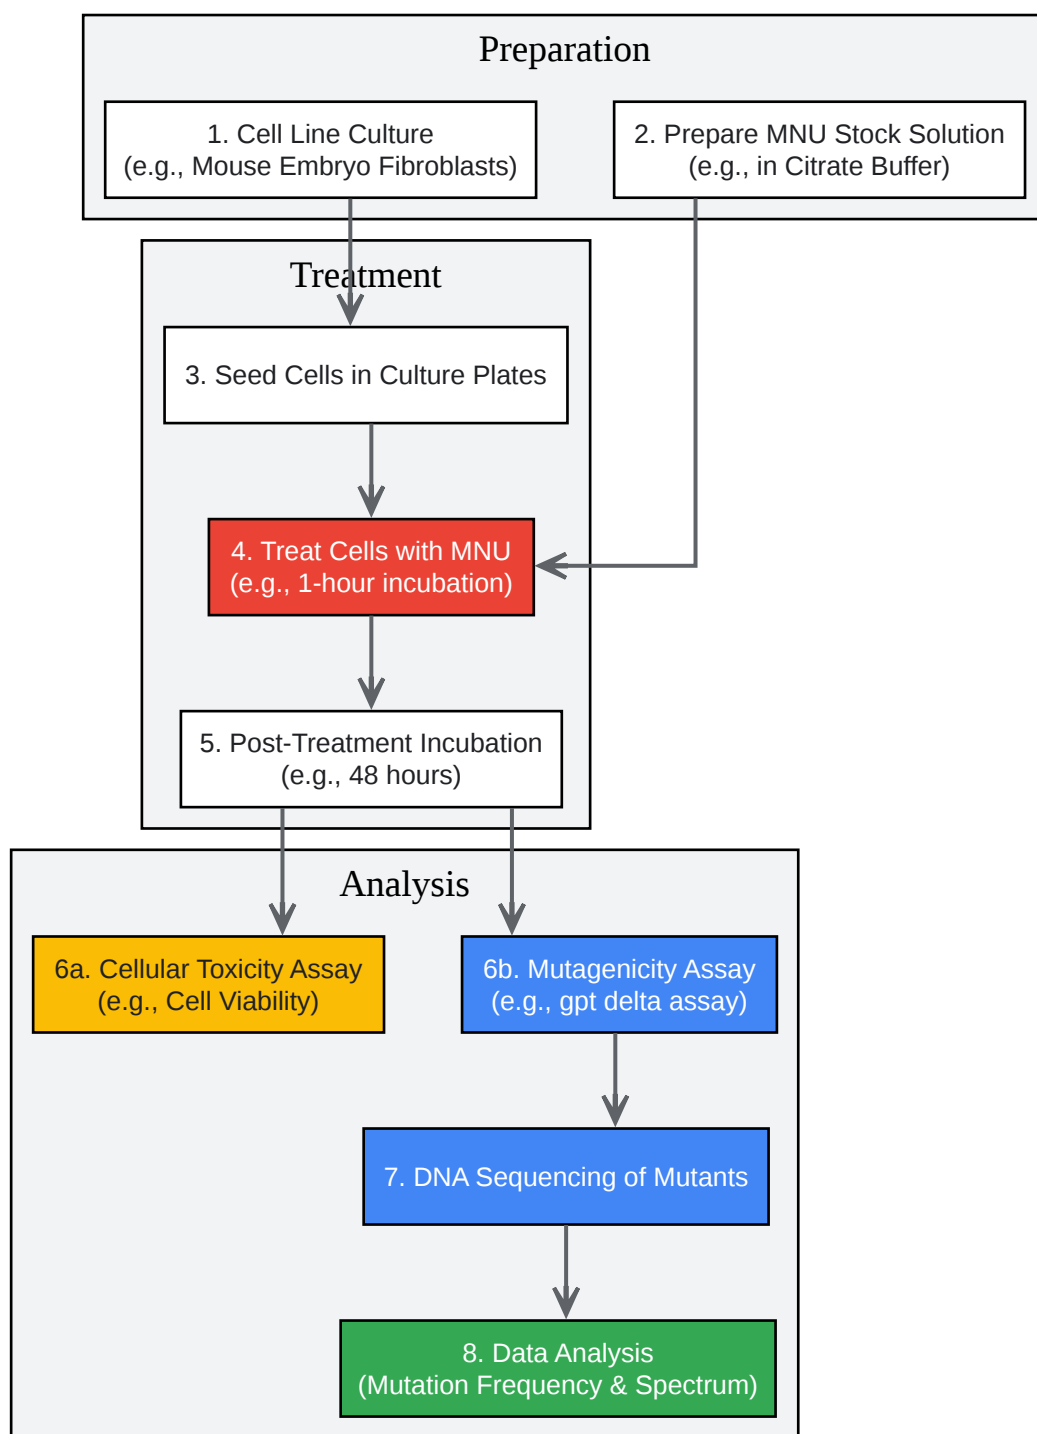 Preparation
1. Cell Line Culture
(e.g., Mouse Embryo Fibroblasts)
2. Prepare MNU Stock Solution
(e.g., in Citrate Buffer)
Treatment
3. Seed Cells in Culture Plates
4. Treat Cells with MNU
(e.g., 1-hour incubation)
5. Post-Treatment Incubation
(e.g., 48 hours)
Analysis
6a. Cellular Toxicity Assay
(e.g., Cell Viability)
6b. Mutagenicity Assay
(e.g., gpt delta assay)
7. DNA Sequencing of Mutants
8. Data Analysis
(Mutation Frequency & Spectrum)